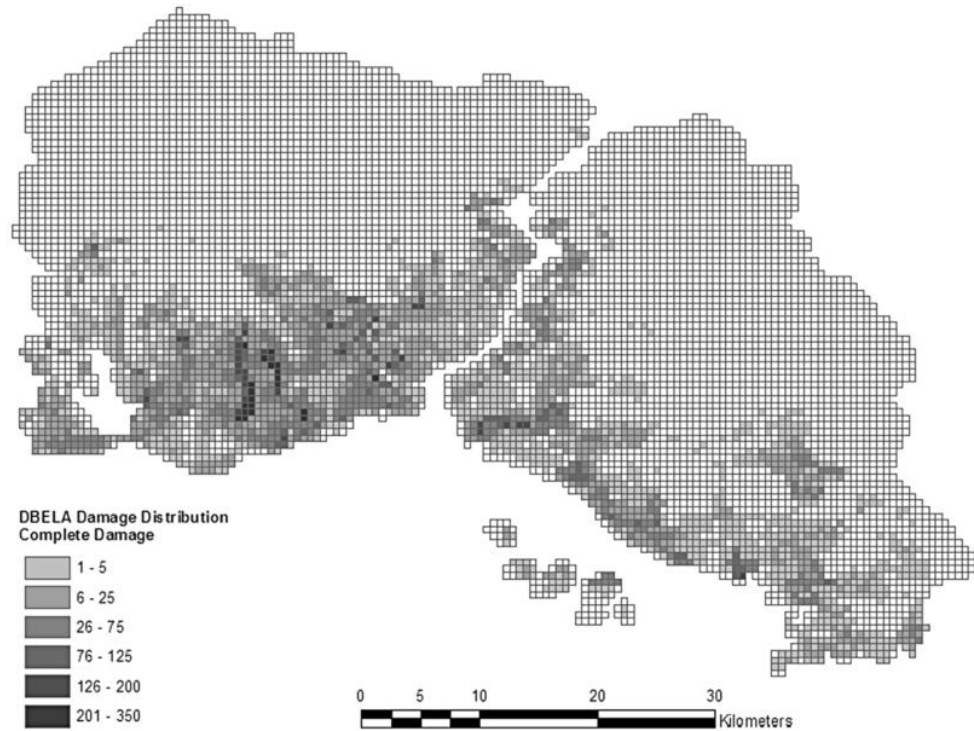 DBELA Damage Distribution
Complete Damage
1 - 5
6 - 25
26 - 75
76 - 125
126 - 200
201 - 350
0 5 10 20 30
Kilometers